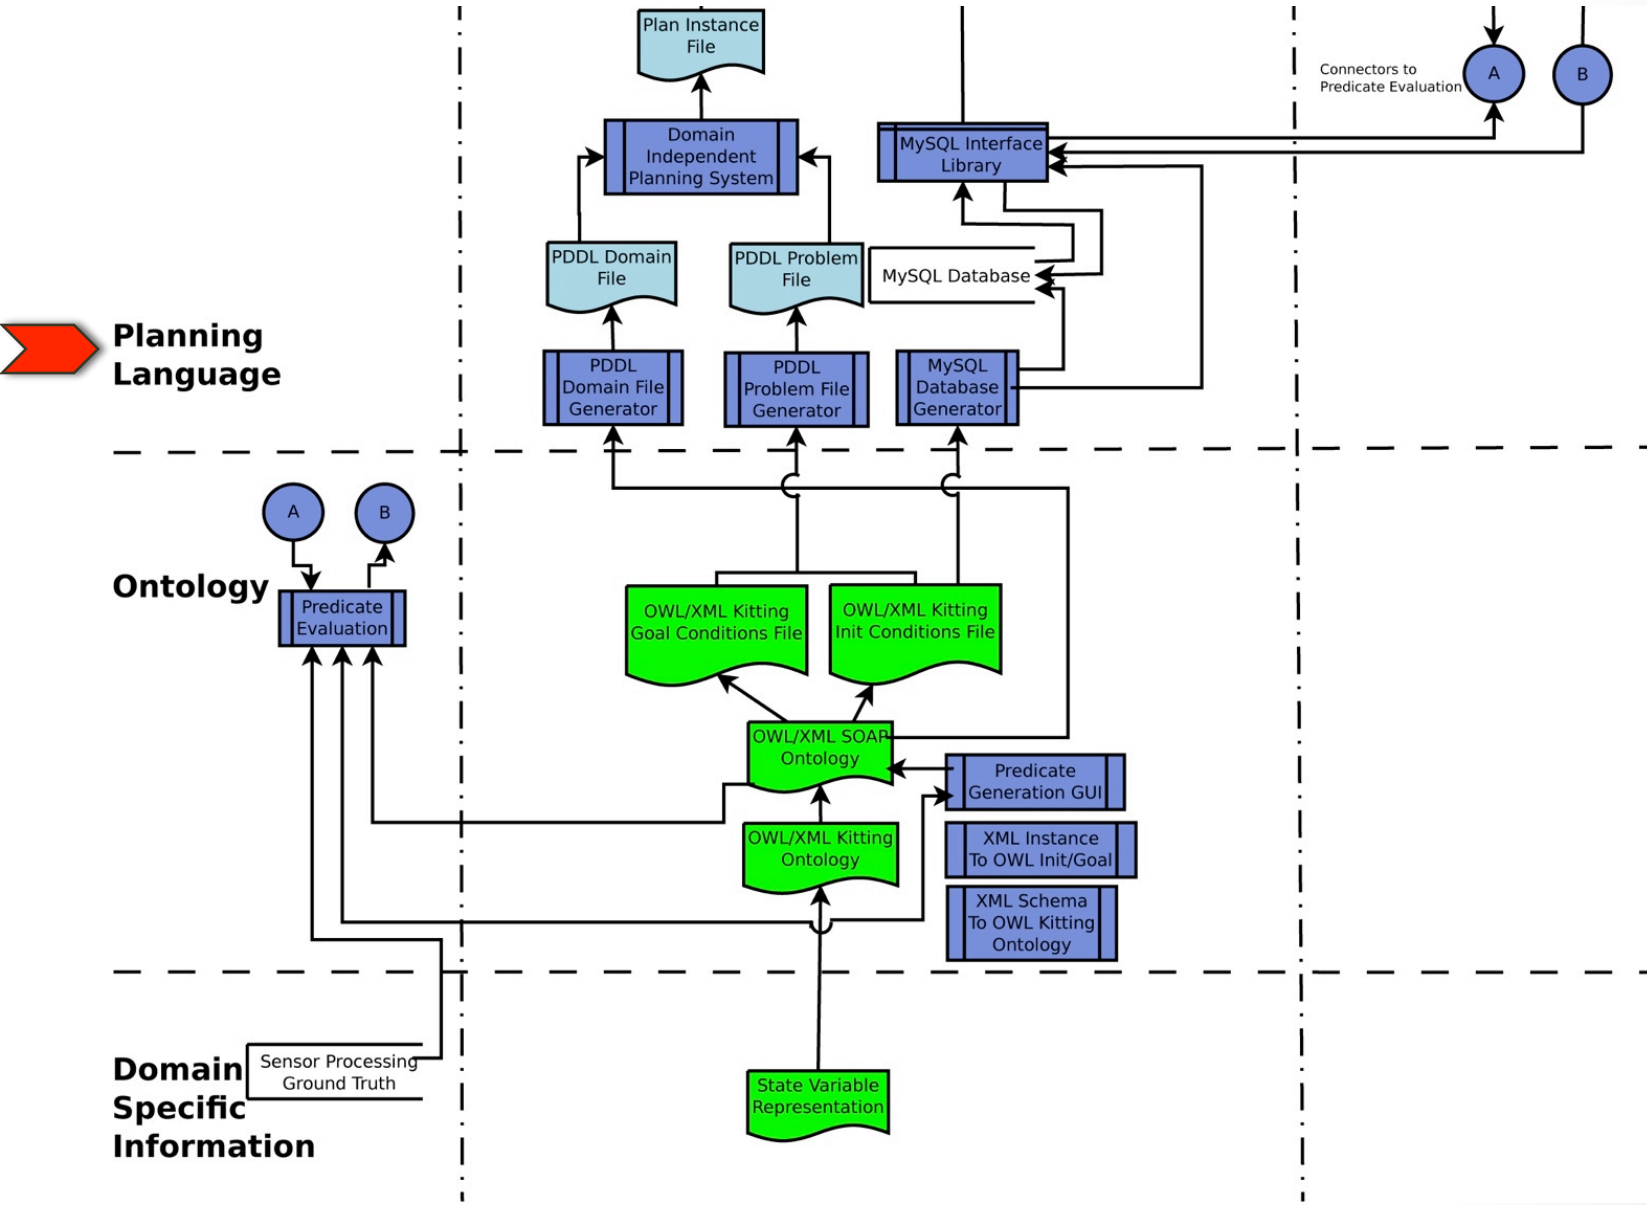 Plan Instance
File
Connectors to
Predicate Evaluation
A
B
Domain
Independent
Planning System
MySQL Interface
Library
PDDL Domain
File
PDDL Problem
File
MySQL Database
Planning
Language
PDDL
Domain File
Generator
PDDL
Problem File
Generator
MySQL
Database
Generator
A
B
Ontology
Predicate
Evaluation
OWL/XML Kitting
Goal Conditions File
OWL/XML Kitting
Init Conditions File
OWL/XML SOAP
Ontology
Predicate
Generation GUI
OWL/XML Kitting
Ontology
XML Instance
To OWL Init/Goal
XML Schema
To OWL Kitting
Ontology
Domain
Specific
Information
Sensor Processing
Ground Truth
State Variable
Representation